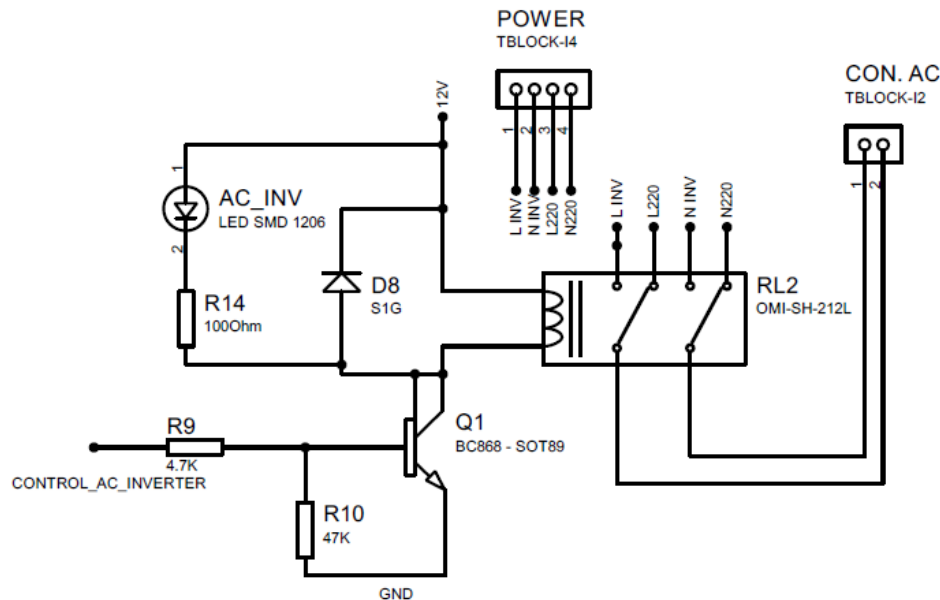 POWER
TBLOCK-I4
1
2
3
4
L INV
N INV
L220
N220
CON. AC
TBLOCK-I2
1
2
12V
1
AC_INV
LED SMD 1206
2
R14
100Ohm
D8
S1G
L INV
L220
N INV
N220
RL2
OMI-SH-212L
Q1
BC868 - SOT89
R9
4.7K
CONTROL_AC_INVERTER
R10
47K
GND